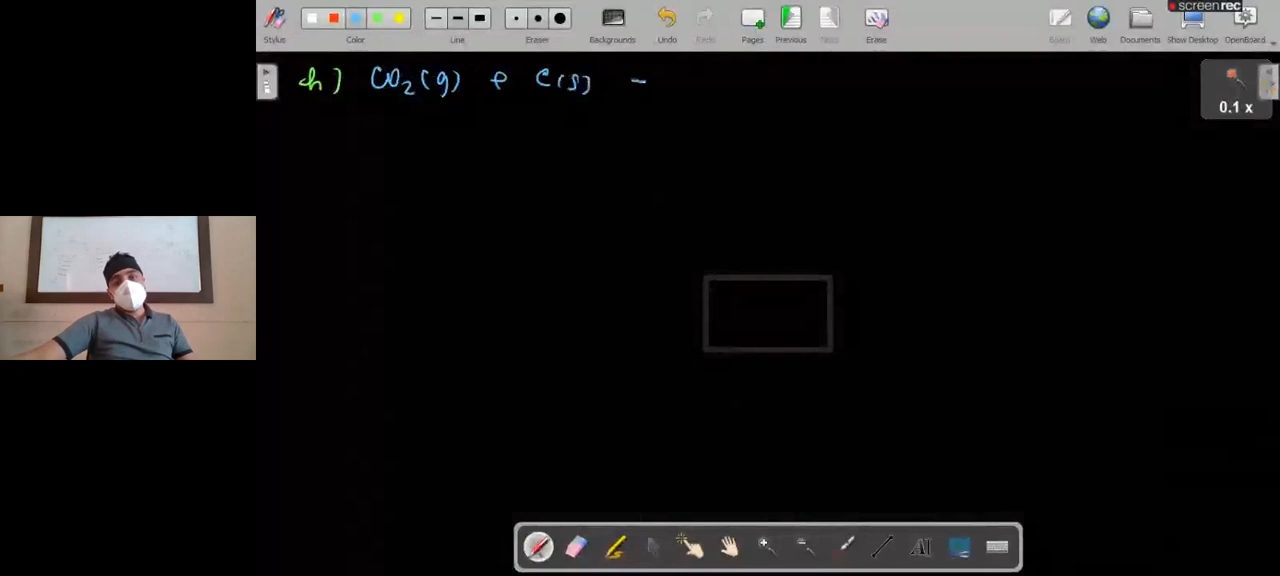 screenrec
Stylus Color Line Eraser Backgrounds Undo Redo Pages Previous Next Erase Board Web Documents Show Desktop OpenBoard
h) CO₂(g) + C(s) -
0.1 x